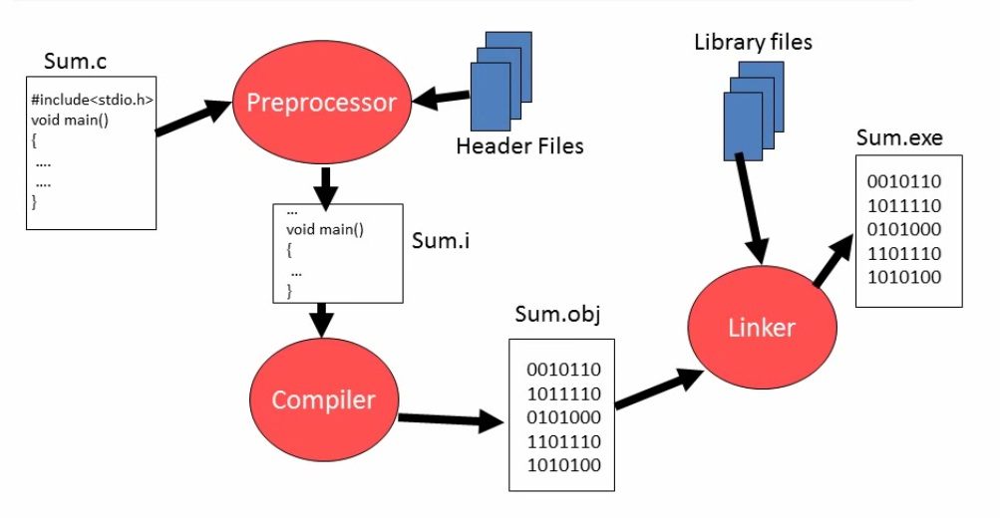 Sum.c
#include<stdio.h>
void main()
{
....
....
}
Preprocessor
Header Files
...
void main()
{
...
}
Sum.i
Compiler
Sum.obj
0010110
1011110
0101000
1101110
1010100
Library files
Linker
Sum.exe
0010110
1011110
0101000
1101110
1010100